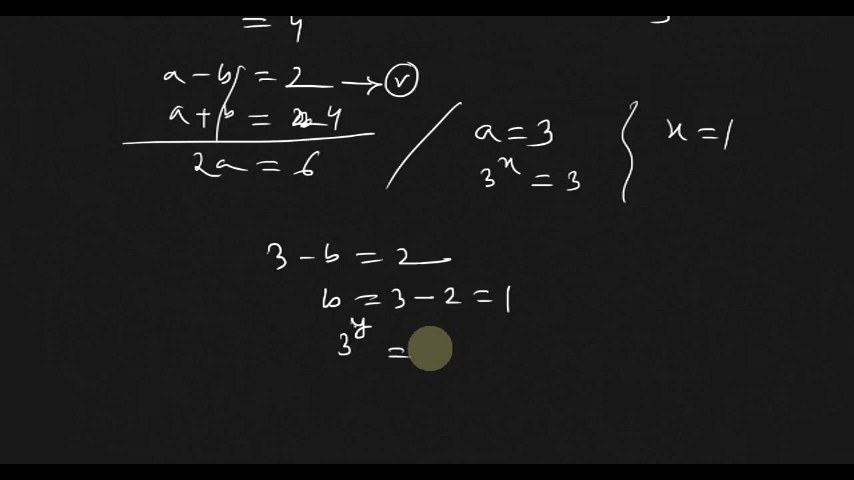 = 4
a - b = 2 → (v)
a + b = 4
2a = 6
a = 3
3^x = 3
x = 1
3 - b = 2
b = 3 - 2 = 1
3^y =